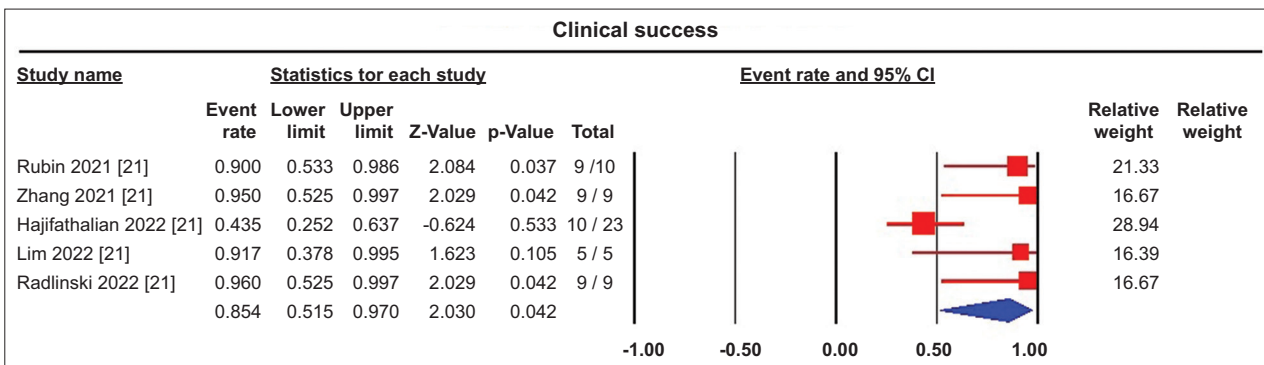 Clinical success
Study name Statistics tor each study Event rate and 95% CI
Event Lower Upper Relative Relative
rate limit limit Z-Value p-Value Total weight weight
Rubin 2021 [21] 0.900 0.533 0.986 2.084 0.037 9 /10 21.33
Zhang 2021 [21] 0.950 0.525 0.997 2.029 0.042 9 / 9 16.67
Hajifathalian 2022 [21] 0.435 0.252 0.637 -0.624 0.533 10 / 23 28.94
Lim 2022 [21] 0.917 0.378 0.995 1.623 0.105 5 / 5 16.39
Radlinski 2022 [21] 0.960 0.525 0.997 2.029 0.042 9 / 9 16.67
0.854 0.515 0.970 2.030 0.042
-1.00 -0.50 0.00 0.50 1.00